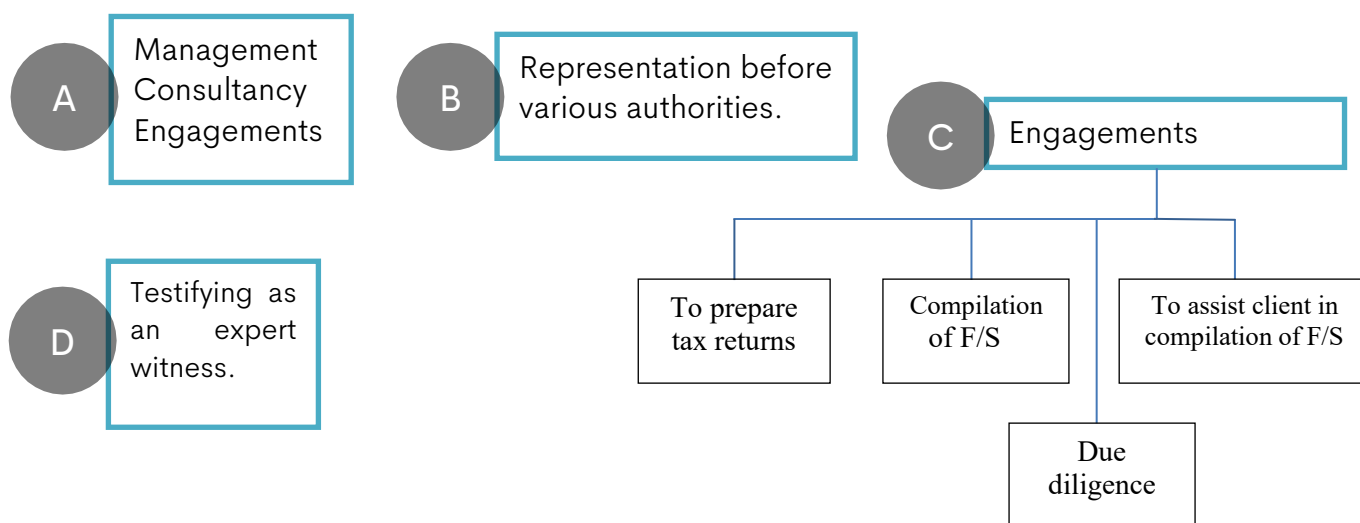 A
Management
Consultancy
Engagements
B
Representation before
various authorities.
C
Engagements
To prepare
tax returns
Compilation
of F/S
To assist client in
compilation of F/S
Due
diligence
D
Testifying as
an expert
witness.